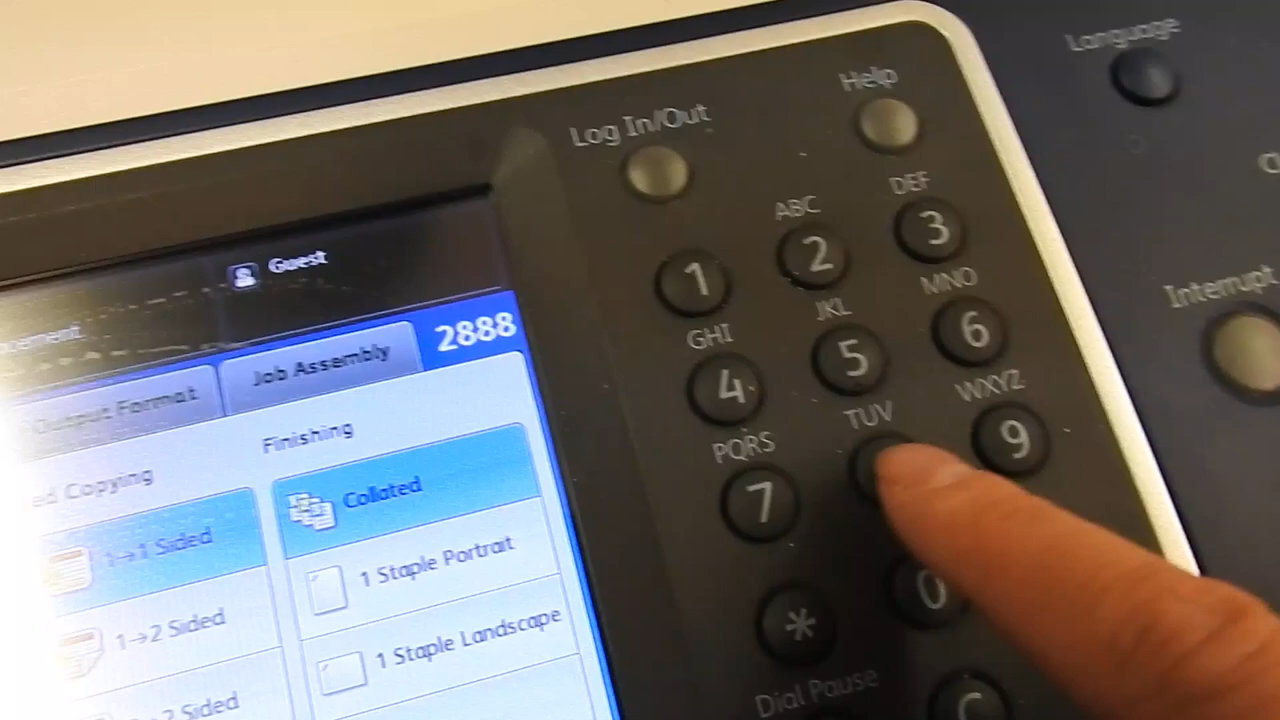 Language
Help
Log In/Out
Guest
2888
Output Format
Job Assembly
Finishing
Copying
Collated
1→1 Sided
1 Staple Portrait
1→2 Sided
1 Staple Landscape
2 Sided
ABC
DEF
1
2
3
GHI
JKL
MNO
4
5
6
PQRS
TUV
WXYZ
7
9
*
0
Dial Pause
C
Interrupt